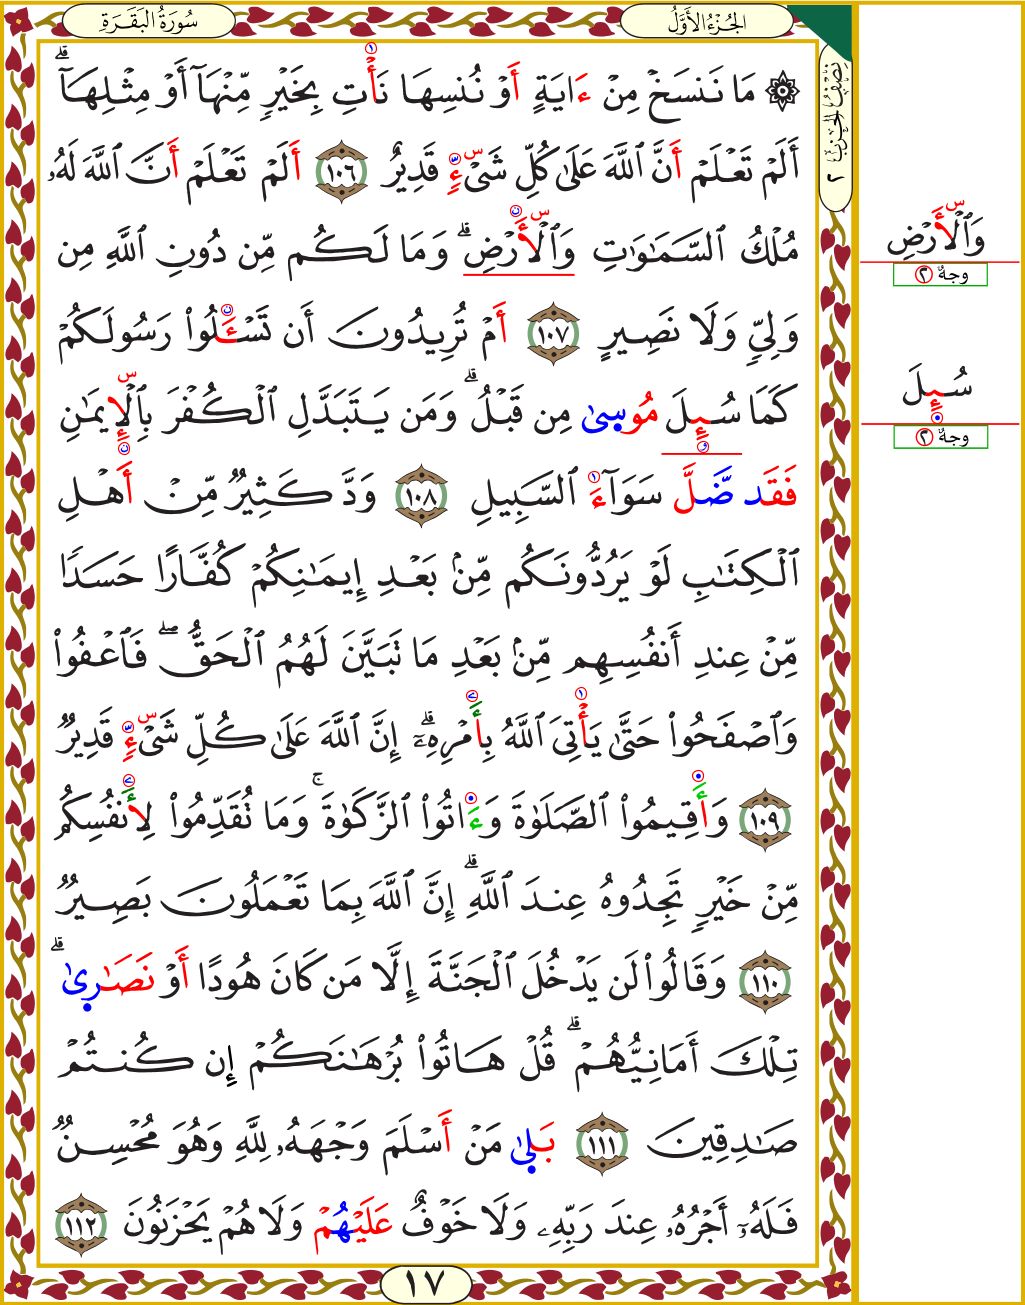 سُورَةُ البَقَرَةِ
الجُزْءُ الأَوَّلُ
نِصْفُ الحِزْبِ ٢
۞ مَا نَنسَخْ مِنْ ءَايَةٍ أَوْ نُنسِهَا نَأْتِ بِخَيْرٍ مِّنْهَآ أَوْ مِثْلِهَآ ۗ
أَلَمْ تَعْلَمْ أَنَّ ٱللَّهَ عَلَىٰ كُلِّ شَىْءٍ قَدِيرٌ ١٠٦ أَلَمْ تَعْلَمْ أَنَّ ٱللَّهَ لَهُۥ
مُلْكُ ٱلسَّمَٰوَٰتِ وَٱلْأَرْضِ ۗ وَمَا لَكُم مِّن دُونِ ٱللَّهِ مِن
وَلِىٍّ وَلَا نَصِيرٍ ١٠٧ أَمْ تُرِيدُونَ أَن تَسْـَٔلُوا۟ رَسُولَكُمْ
كَمَا سُئِلَ مُوسَىٰ مِن قَبْلُ ۗ وَمَن يَتَبَدَّلِ ٱلْكُفْرَ بِٱلْإِيمَٰنِ
فَقَد ضَّلَّ سَوَآءَ ٱلسَّبِيلِ ١٠٨ وَدَّ كَثِيرٌ مِّنْ أَهْلِ
ٱلْكِتَٰبِ لَوْ يَرُدُّونَكُم مِّنۢ بَعْدِ إِيمَٰنِكُمْ كُفَّارًا حَسَدًا
مِّنْ عِندِ أَنفُسِهِم مِّنۢ بَعْدِ مَا تَبَيَّنَ لَهُمُ ٱلْحَقُّ ۖ فَٱعْفُوا۟
وَٱصْفَحُوا۟ حَتَّىٰ يَأْتِىَ ٱللَّهُ بِأَمْرِهِۦٓ ۗ إِنَّ ٱللَّهَ عَلَىٰ كُلِّ شَىْءٍ قَدِيرٌ
١٠٩ وَأَقِيمُوا۟ ٱلصَّلَوٰةَ وَءَاتُوا۟ ٱلزَّكَوٰةَ ۚ وَمَا تُقَدِّمُوا۟ لِأَنفُسِكُم
مِّنْ خَيْرٍ تَجِدُوهُ عِندَ ٱللَّهِ ۗ إِنَّ ٱللَّهَ بِمَا تَعْمَلُونَ بَصِيرٌ
١١٠ وَقَالُوا۟ لَن يَدْخُلَ ٱلْجَنَّةَ إِلَّا مَن كَانَ هُودًا أَوْ نَصَٰرَىٰ ۗ
تِلْكَ أَمَانِيُّهُمْ ۗ قُلْ هَاتُوا۟ بُرْهَٰنَكُمْ إِن كُنتُمْ
صَٰدِقِينَ ١١١ بَلَىٰ مَنْ أَسْلَمَ وَجْهَهُۥ لِلَّهِ وَهُوَ مُحْسِنٌ
فَلَهُۥٓ أَجْرُهُۥ عِندَ رَبِّهِۦ وَلَا خَوْفٌ عَلَيْهُمْ وَلَا هُمْ يَحْزَنُونَ ١١٢
١٧
وَٱلْأَرْضِ
وجهٌ ٢
سُئِلَ
وجهٌ ٢